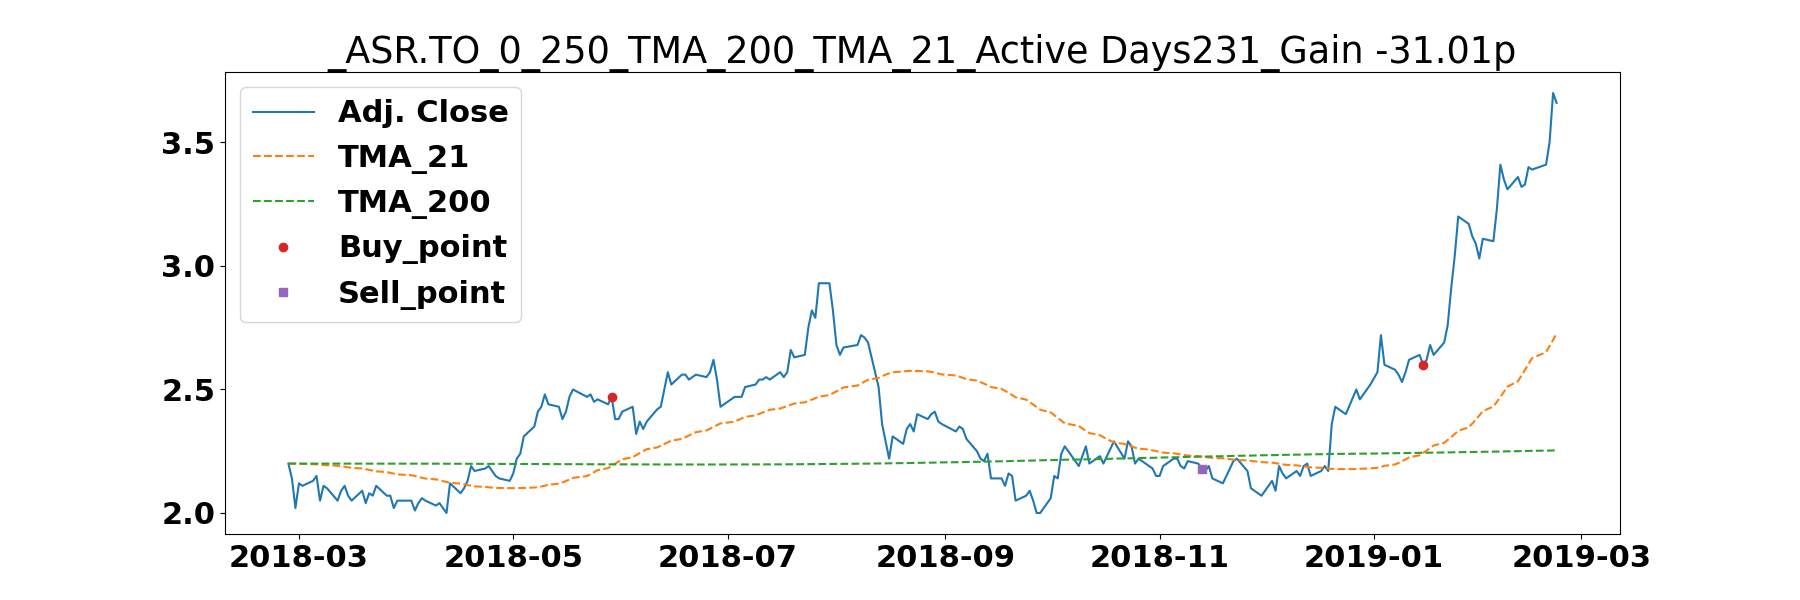 _ASR.TO_0_250_TMA_200_TMA_21_Active Days231_Gain -31.01p
Adj. Close
TMA_21
TMA_200
Buy_point
Sell_point
3.5
3.0
2.5
2.0
2018-03 2018-05 2018-07 2018-09 2018-11 2019-01 2019-03